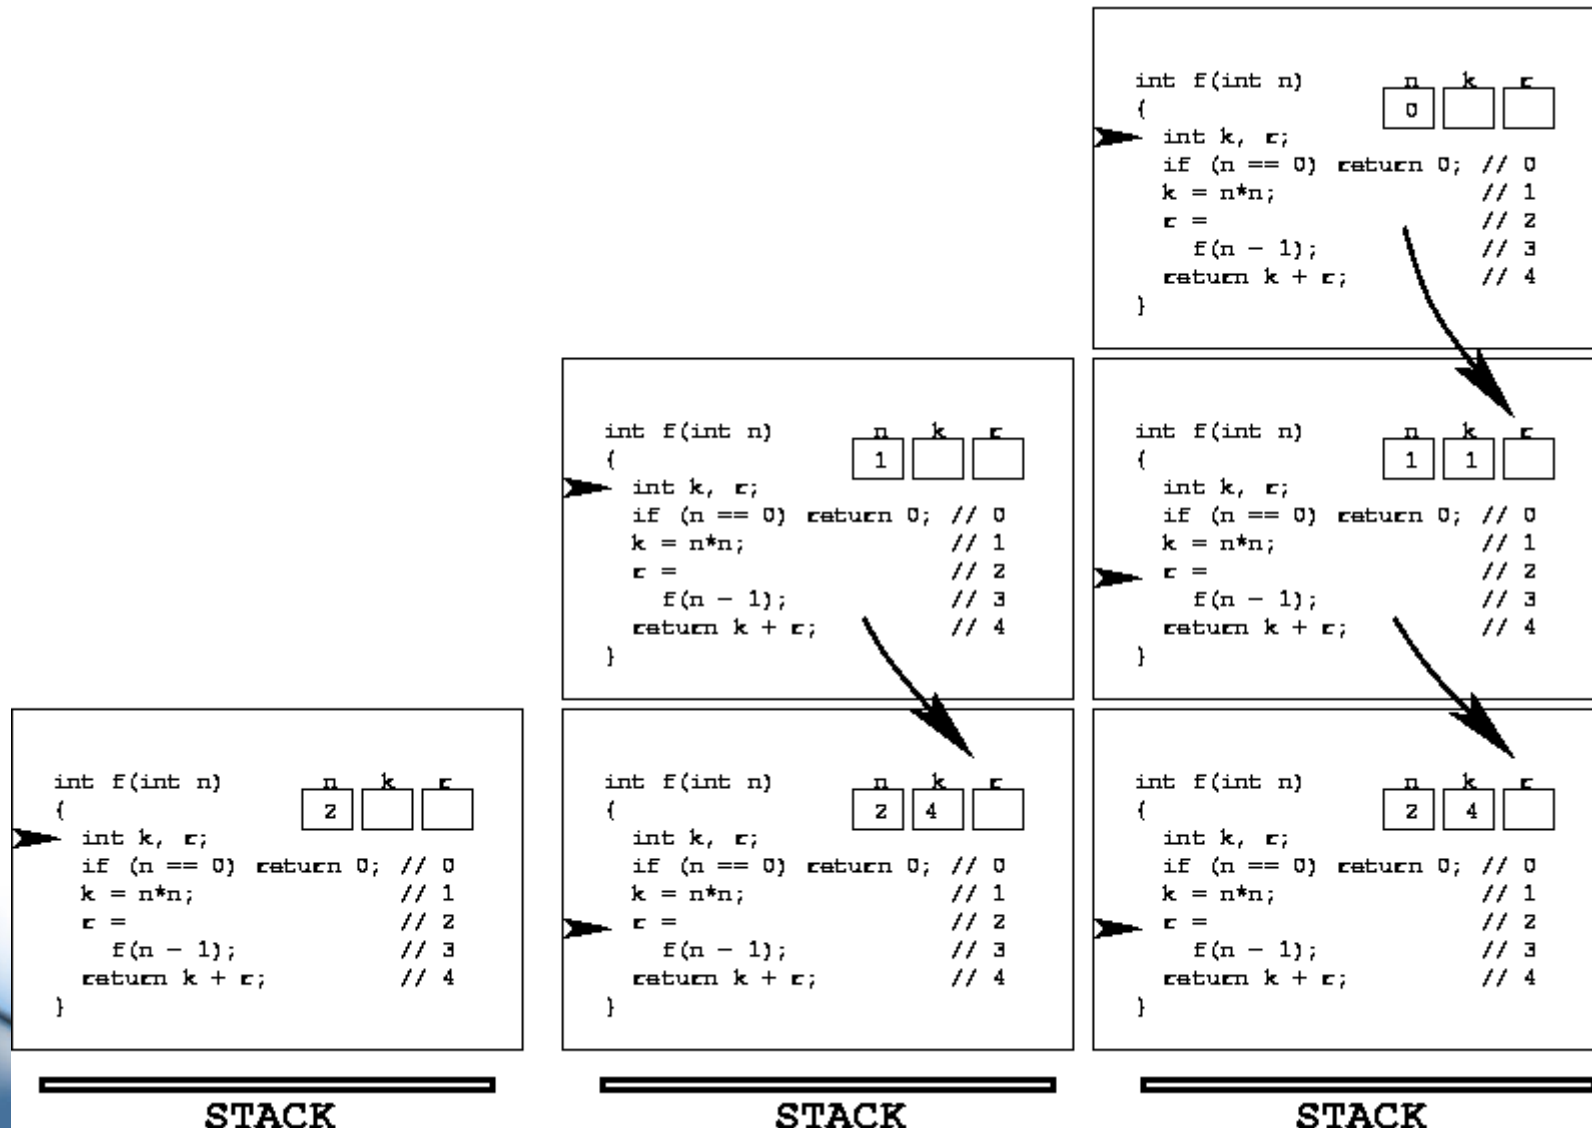 int f(int n)
n k r
{
0
int k, r;
if (n == 0) return 0; // 0
k = n*n; // 1
r = // 2
f(n - 1); // 3
return k + r; // 4
}
int f(int n)
n k r
{
1
int k, r;
if (n == 0) return 0; // 0
k = n*n; // 1
r = // 2
f(n - 1); // 3
return k + r; // 4
}
int f(int n)
n k r
{
1 1
int k, r;
if (n == 0) return 0; // 0
k = n*n; // 1
r = // 2
f(n - 1); // 3
return k + r; // 4
}
int f(int n)
n k r
{
2
int k, r;
if (n == 0) return 0; // 0
k = n*n; // 1
r = // 2
f(n - 1); // 3
return k + r; // 4
}
int f(int n)
n k r
{
2 4
int k, r;
if (n == 0) return 0; // 0
k = n*n; // 1
r = // 2
f(n - 1); // 3
return k + r; // 4
}
int f(int n)
n k r
{
2 4
int k, r;
if (n == 0) return 0; // 0
k = n*n; // 1
r = // 2
f(n - 1); // 3
return k + r; // 4
}
STACK
STACK
STACK